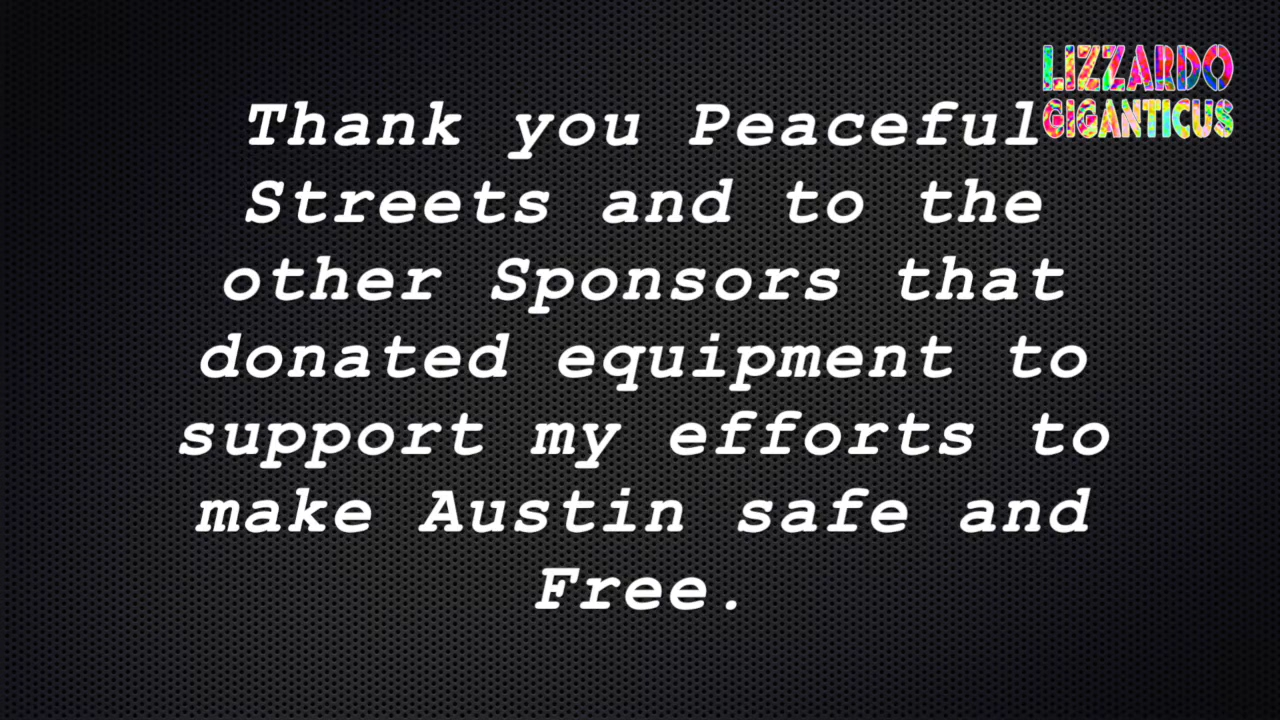 LIZZARDO
GIGANTICUS
Thank you Peaceful
Streets and to the
other Sponsors that
donated equipment to
support my efforts to
make Austin safe and
Free.